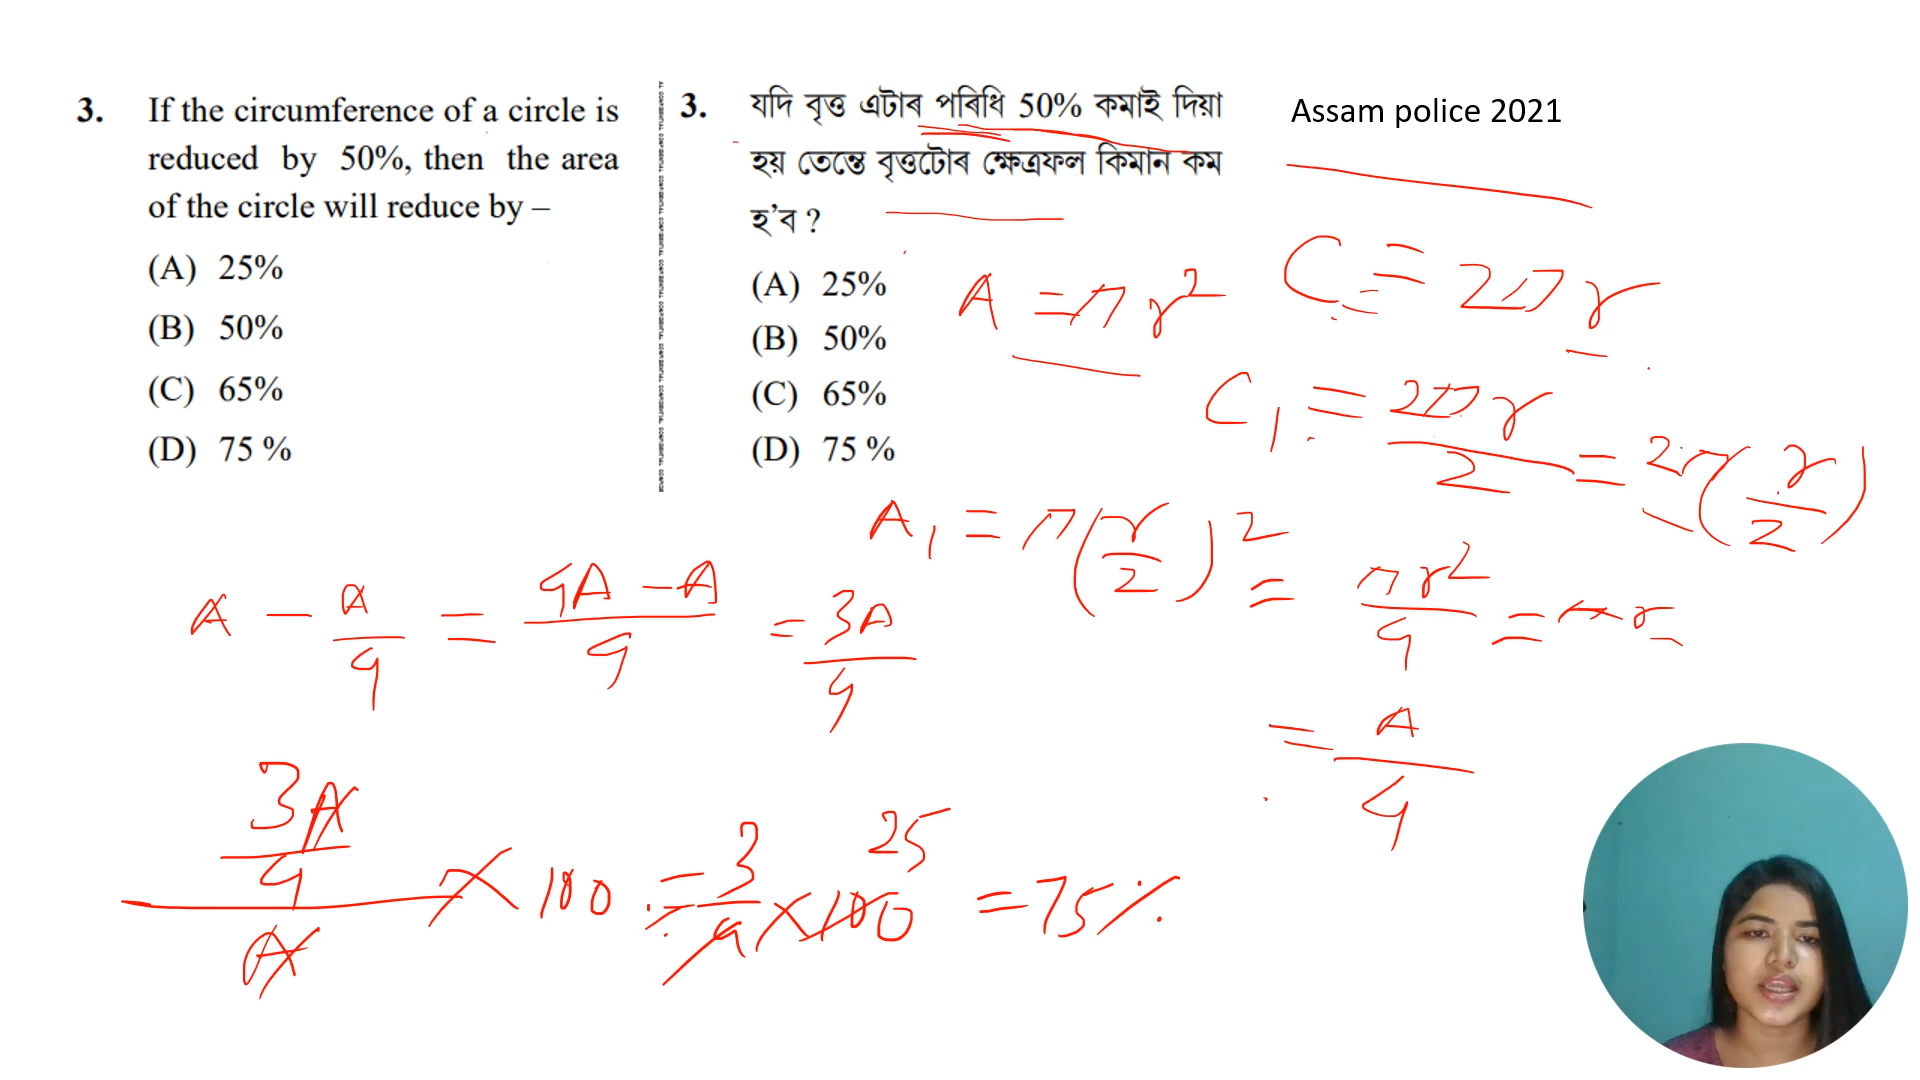 3. If the circumference of a circle is
reduced by 50%, then the area
of the circle will reduce by –
(A) 25%
(B) 50%
(C) 65%
(D) 75 %
3. যদি বৃত্ত এটাৰ পৰিধি 50% কমাই দিয়া
হয় তেন্তে বৃত্তটোৰ ক্ষেত্ৰফল কিমান কম
হ’ব ?
(A) 25%
(B) 50%
(C) 65%
(D) 75 %
Assam police 2021
A = πr²
C = 2πr
C₁ = 2πr/2 = 2π(r/2)
A₁ = π(r/2)² = πr²/4
= A/4
A − A/4 = 4A − A/4 = 3A/4
3A/4/A × 100 = 3/4 × 100 25 = 75%